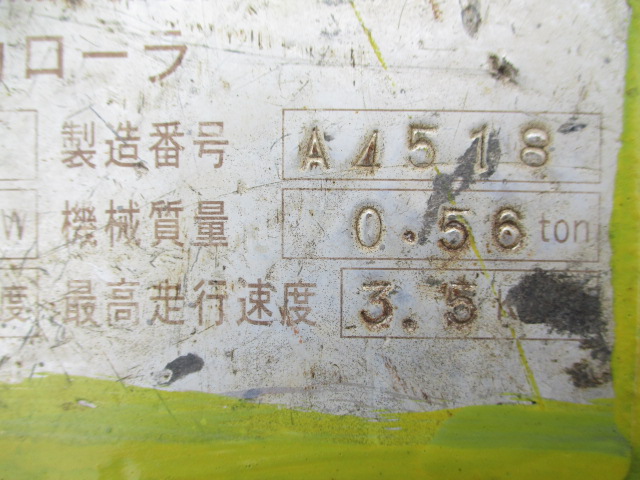 ローラ
製造番号 A4518
W 機械質量 0.56 ton
度 最高走行速度 3.5